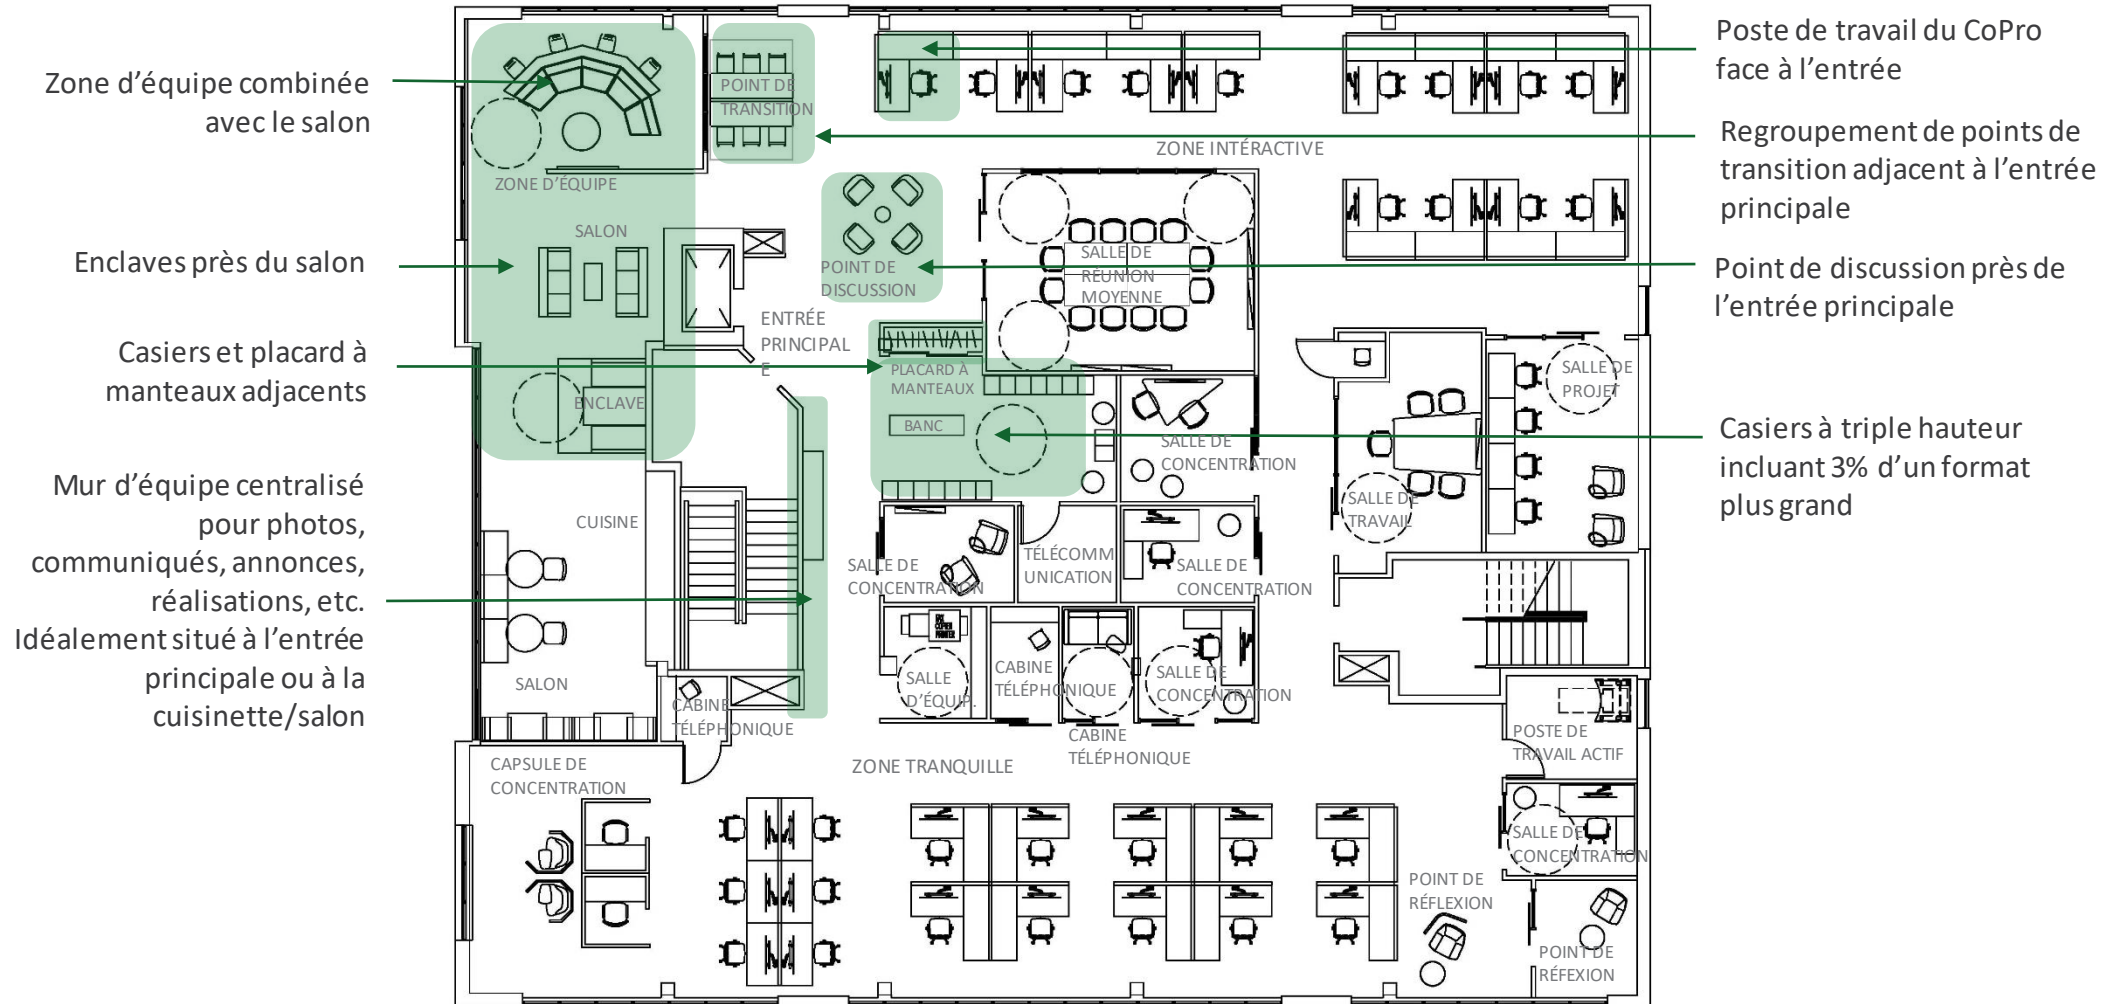 Zone d'équipe combinée
avec le salon
Enclaves près du salon
Casiers et placard à
manteaux adjacents
Mur d'équipe centralisé
pour photos,
communiqués, annonces,
réalisations, etc.
Idéalement situé à l'entrée
principale ou à la
cuisinette/salon
POINT DE
TRANSITION
ZONE D'ÉQUIPE
SALON
ZONE INTÉRACTIVE
POINT DE
DISCUSSION
SALLE DE
RÉUNION
MOYENNE
ENTRÉE
PRINCIPAL
E
PLACARD À
MANTEAUX
BANC
ENCLAVE
SALLE DE
CONCENTRATION
SALLE DE
PROJET
SALLE DE
TRAVAIL
CUISINE
SALLE DE
CONCENTRATION
TÉLÉCOMM
UNICATION
SALLE DE
CONCENTRATION
SALON
CABINE
TÉLÉPHONIQUE
SALLE
D'ÉQUIP.
CABINE
TÉLÉPHONIQUE
SALLE DE
CONCENTRATION
CABINE
TÉLÉPHONIQUE
POSTE DE
TRAVAIL ACTIF
CAPSULE DE
CONCENTRATION
ZONE TRANQUILLE
SALLE DE
CONCENTRATION
POINT DE
RÉFLEXION
POINT DE
RÉFEXION
Poste de travail du CoPro
face à l'entrée
Regroupement de points de
transition adjacent à l'entrée
principale
Point de discussion près de
l'entrée principale
Casiers à triple hauteur
incluant 3% d'un format
plus grand